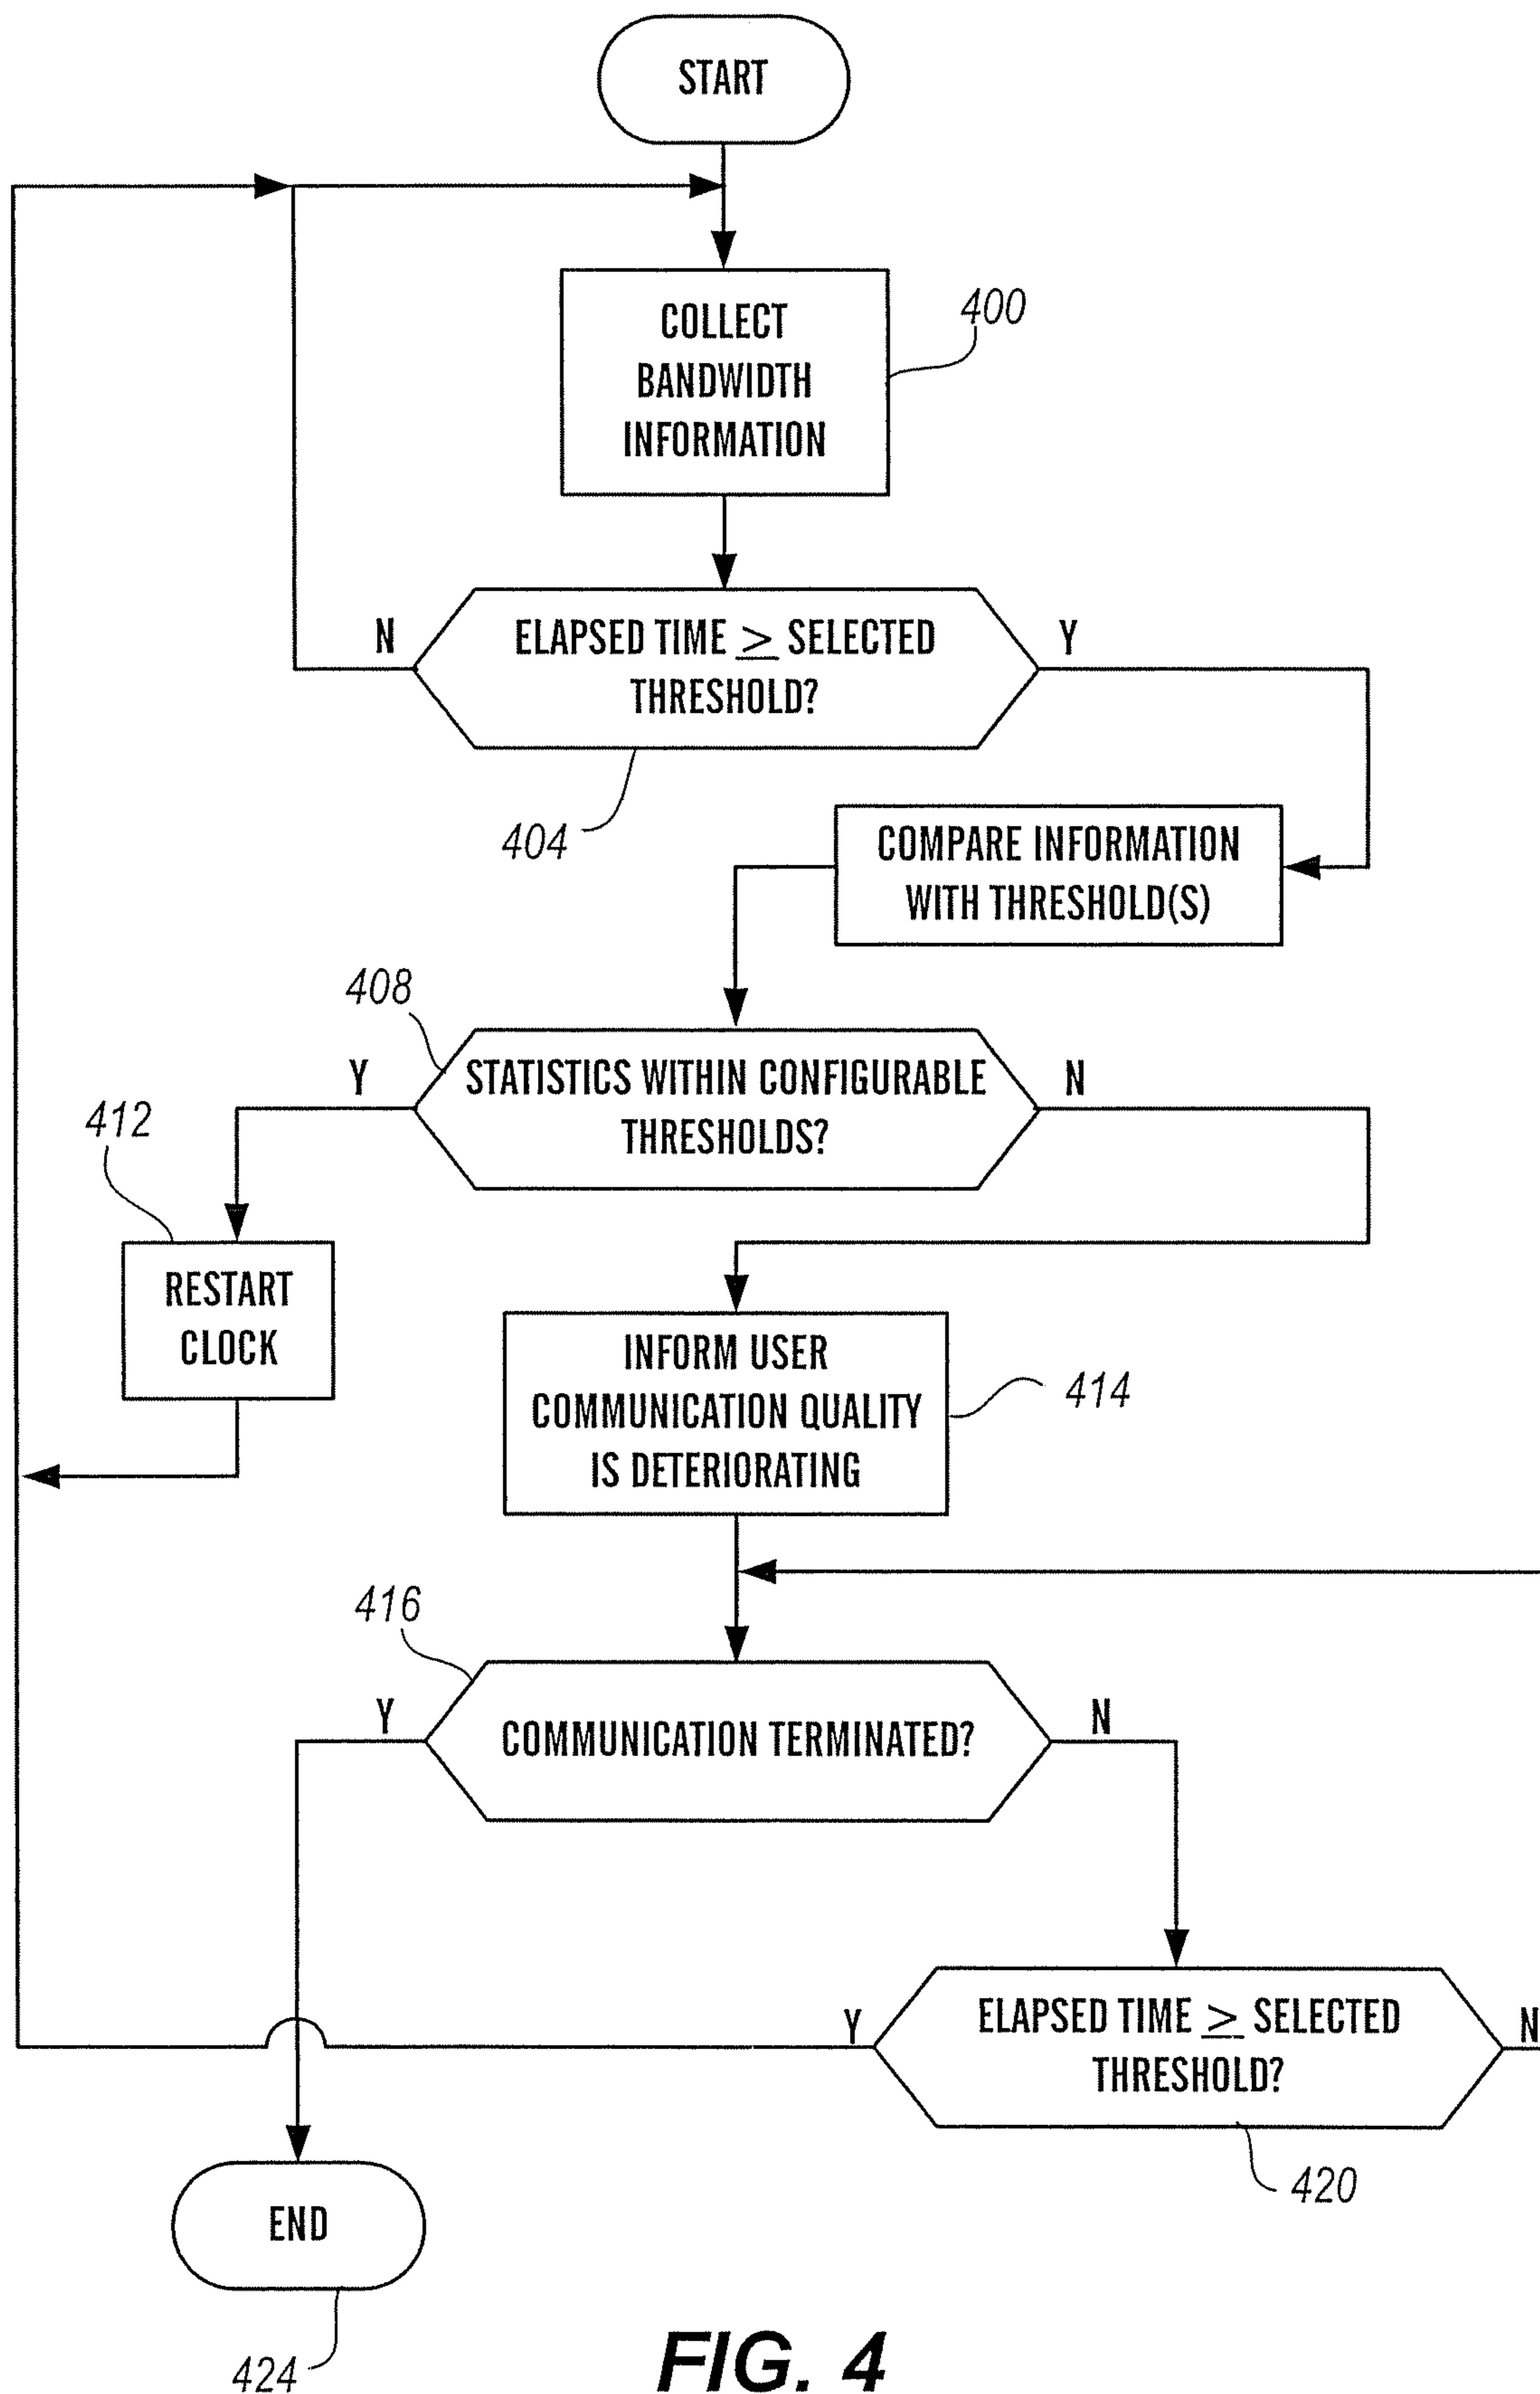 START
COLLECT
BANDWIDTH
INFORMATION
400
N
ELAPSED TIME ≥ SELECTED
THRESHOLD?
Y
404
COMPARE INFORMATION
WITH THRESHOLD(S)
408
Y
STATISTICS WITHIN CONFIGURABLE
THRESHOLDS?
N
412
RESTART
CLOCK
INFORM USER
COMMUNICATION QUALITY
IS DETERIORATING
414
416
Y
COMMUNICATION TERMINATED?
N
Y
ELAPSED TIME ≥ SELECTED
THRESHOLD?
N
420
END
424
FIG. 4